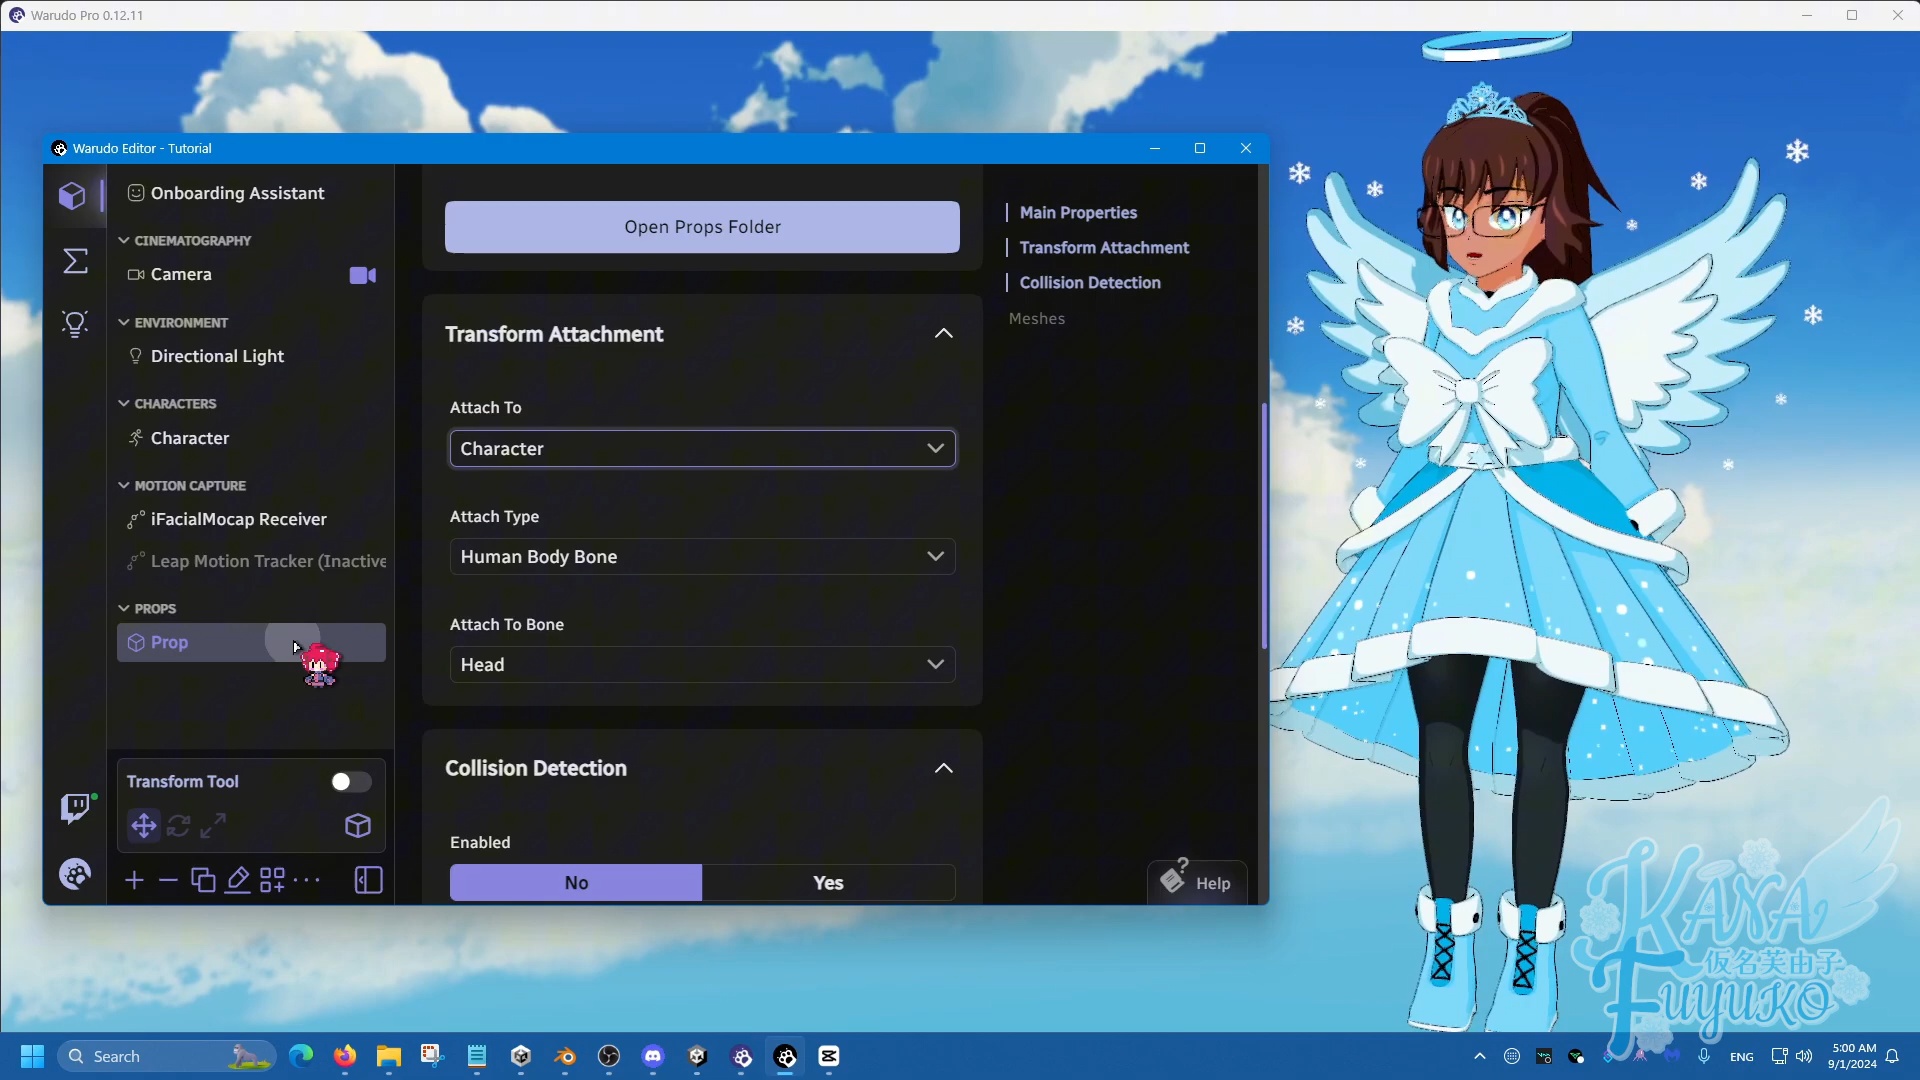 Warudo Pro 0.12.11
Warudo Editor - Tutorial
Onboarding Assistant
CINEMATOGRAPHY
Camera
ENVIRONMENT
Directional Light
CHARACTERS
Character
MOTION CAPTURE
iFacialMocap Receiver
Leap Motion Tracker (Inactive
PROPS
Prop
Transform Tool
Open Props Folder
Transform Attachment
Attach To
Character
Attach Type
Human Body Bone
Attach To Bone
Head
Collision Detection
Enabled
No Yes
Main Properties
Transform Attachment
Collision Detection
Meshes
Help
KANA
仮名芙由子
FUYUKO
Search
ENG
5:00 AM
9/1/2024